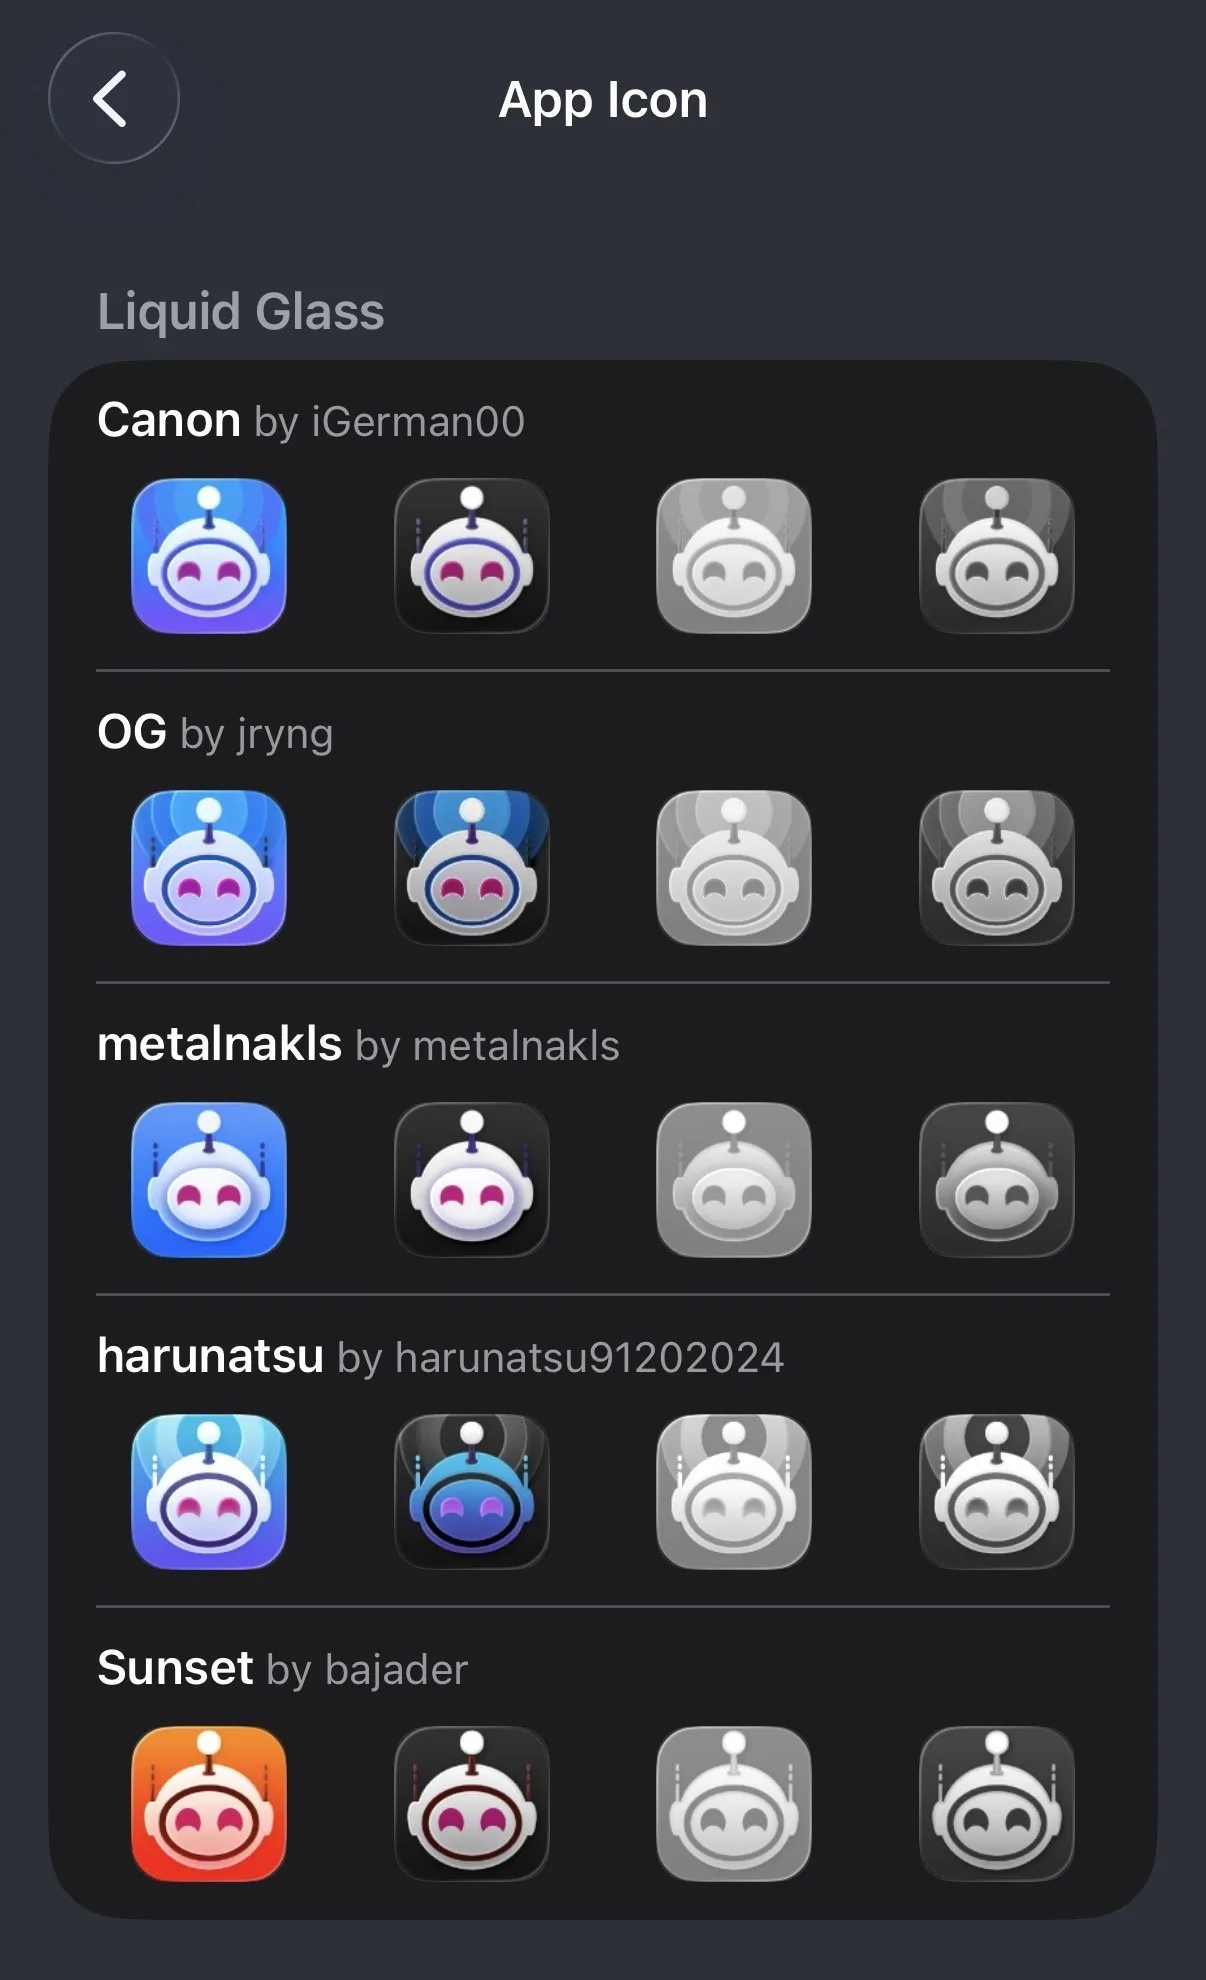 App Icon
Liquid Glass
Canon by iGerman00
OG by jryng
metalnakls by metalnakls
harunatsu by harunatsu91202024
Sunset by bajader